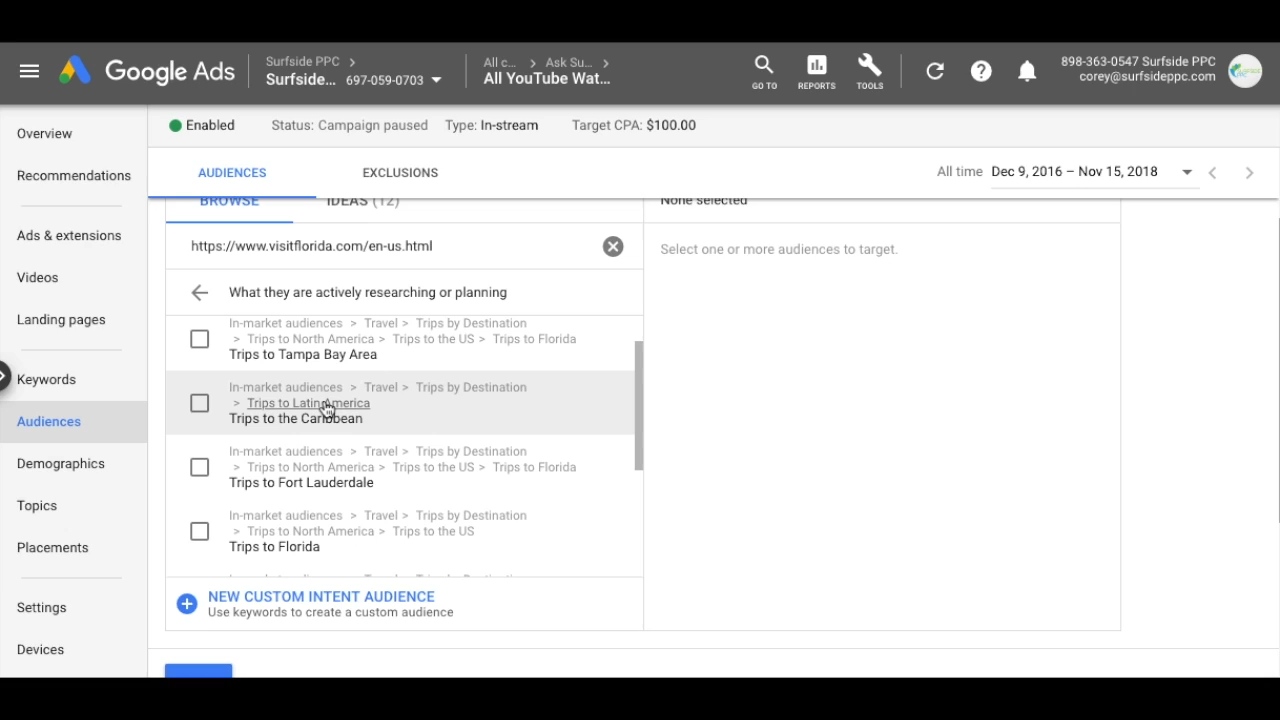 Google Ads
Surfside PPC >
Surfside... 697-059-0703
All c... > Ask Su... >
All YouTube Wat...
GO TO
REPORTS
TOOLS
898-363-0547 Surfside PPC
corey@surfsideppc.com
Overview
Recommendations
Ads & extensions
Videos
Landing pages
Keywords
Audiences
Demographics
Topics
Placements
Settings
Devices
Enabled
Status: Campaign paused
Type: In-stream
Target CPA: $100.00
AUDIENCES
EXCLUSIONS
All time Dec 9, 2016 – Nov 15, 2018
BROWSE
IDEAS (12)
None selected
https://www.visitflorida.com/en-us.html
Select one or more audiences to target.
What they are actively researching or planning
In-market audiences > Travel > Trips by Destination
> Trips to North America > Trips to the US > Trips to Florida
Trips to Tampa Bay Area
In-market audiences > Travel > Trips by Destination
> Trips to Latin America
Trips to the Caribbean
In-market audiences > Travel > Trips by Destination
> Trips to North America > Trips to the US > Trips to Florida
Trips to Fort Lauderdale
In-market audiences > Travel > Trips by Destination
> Trips to North America > Trips to the US
Trips to Florida
NEW CUSTOM INTENT AUDIENCE
Use keywords to create a custom audience